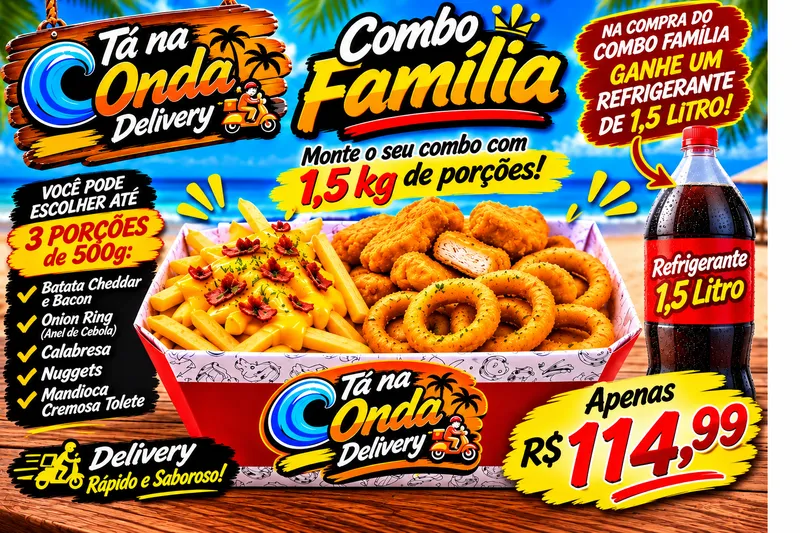 Tá na
Onda
Delivery
Combo
Família
Monte o seu combo com
1,5 kg de porções!
NA COMPRA DO
COMBO FAMÍLIA
GANHE UM
REFRIGERANTE
DE 1,5 LITRO!
VOCÊ PODE
ESCOLHER ATÉ
3 PORÇÕES
de 500g:
Batata Cheddar
e Bacon
Onion Ring
(Anel de Cebola)
Calabresa
Nuggets
Mandioca
Cremosa Tolete
Refrigerante
1,5 Litro
Tá na
Onda
Delivery
Delivery
Rápido e Saboroso!
Apenas
R$ 114,99